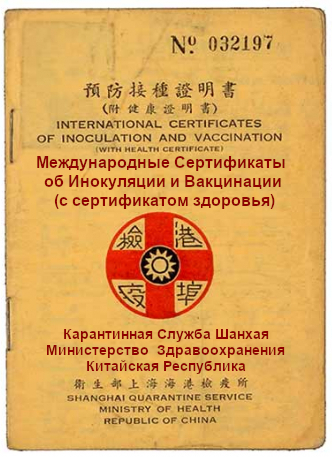 No 032197
預防接種證明書
(附健康證明書)
INTERNATIONAL CERTIFICATES
OF INOCULATION AND VACCINATION
(WITH HEALTH CERTIFICATE)
Международные Сертификаты
об Инокуляции и Вакцинации
(с сертификатом здоровья)
港埠
檢疫
Карантинная Служба Шанхая
Министерство Здравоохранения
Китайская Республика
衛生部上海海港檢疫所
SHANGHAI QUARANTINE SERVICE
MINISTRY OF HEALTH
REPUBLIC OF CHINA